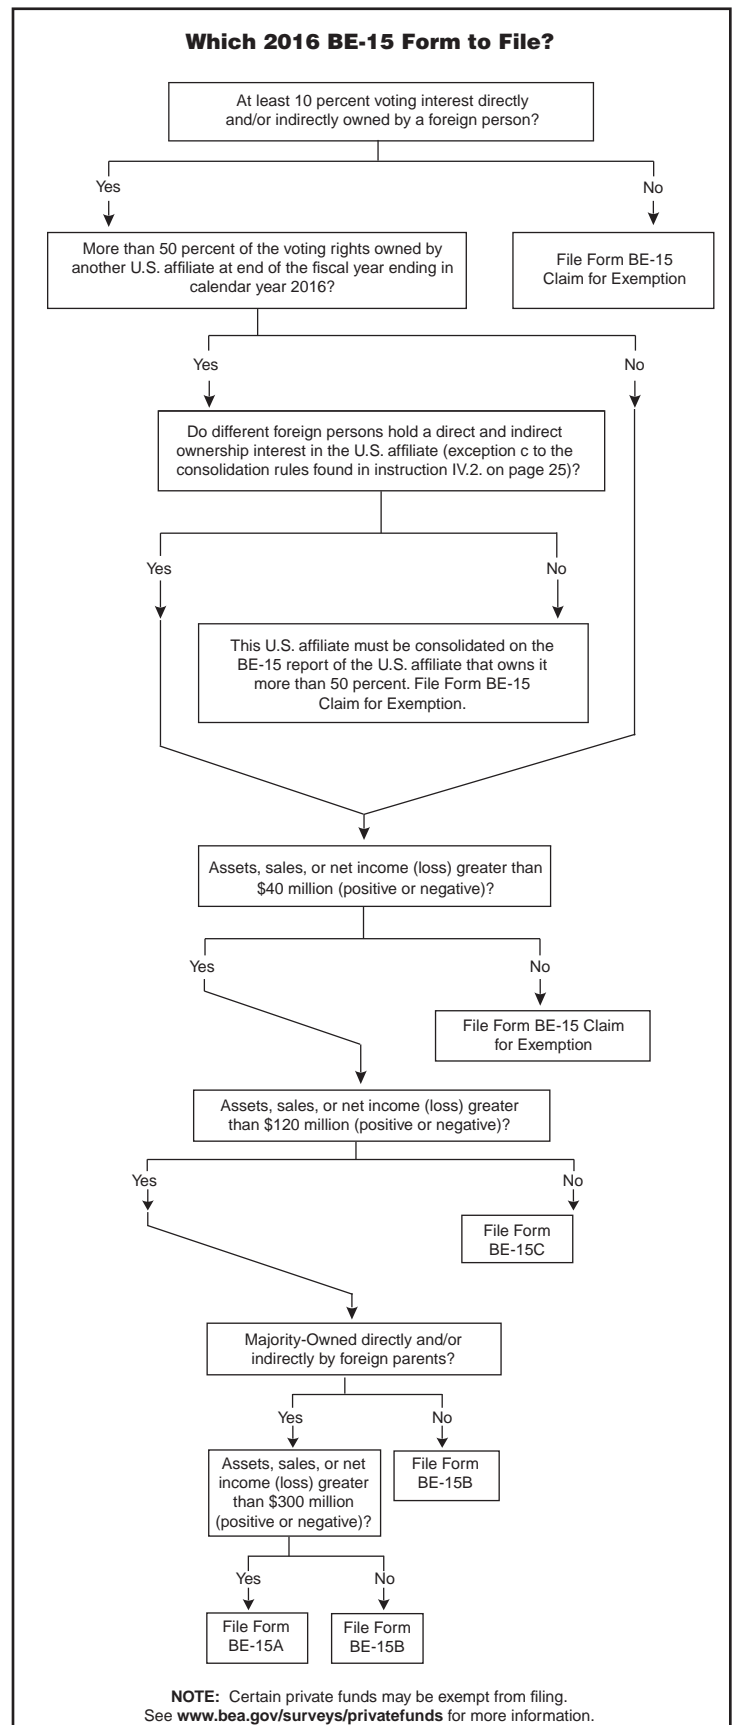 Which 2016 BE-15 Form to File?
At least 10 percent voting interest directly
and/or indirectly owned by a foreign person?
Yes
No
More than 50 percent of the voting rights owned by
another U.S. affiliate at end of the fiscal year ending in
calendar year 2016?
File Form BE-15
Claim for Exemption
Yes
No
Do different foreign persons hold a direct and indirect
ownership interest in the U.S. affiliate (exception c to the
consolidation rules found in instruction IV.2. on page 25)?
Yes
No
This U.S. affiliate must be consolidated on the
BE-15 report of the U.S. affiliate that owns it
more than 50 percent. File Form BE-15
Claim for Exemption.
Assets, sales, or net income (loss) greater than
$40 million (positive or negative)?
Yes
No
File Form BE-15 Claim
for Exemption
Assets, sales, or net income (loss) greater
than $120 million (positive or negative)?
Yes
No
File Form
BE-15C
Majority-Owned directly and/or
indirectly by foreign parents?
Yes
No
Assets, sales, or net
income (loss) greater
than $300 million
(positive or negative)?
File Form
BE-15B
Yes
No
File Form
BE-15A
File Form
BE-15B
NOTE: Certain private funds may be exempt from filing.
See www.bea.gov/surveys/privatefunds for more information.